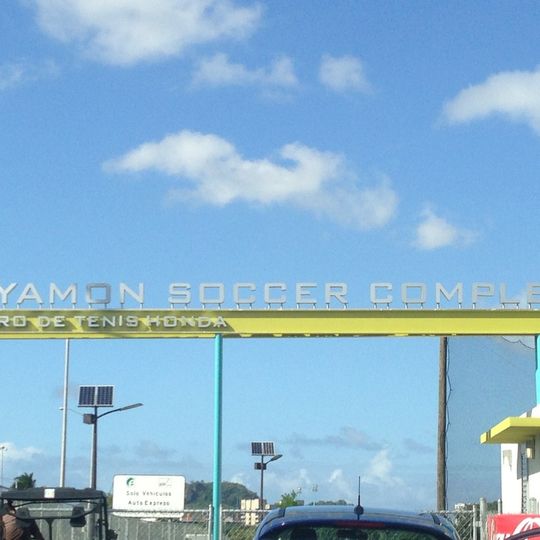 YAMON SOCCER COMPLE
RO DE TENIS HONDA
Solo Vehículos
Auto Expreso